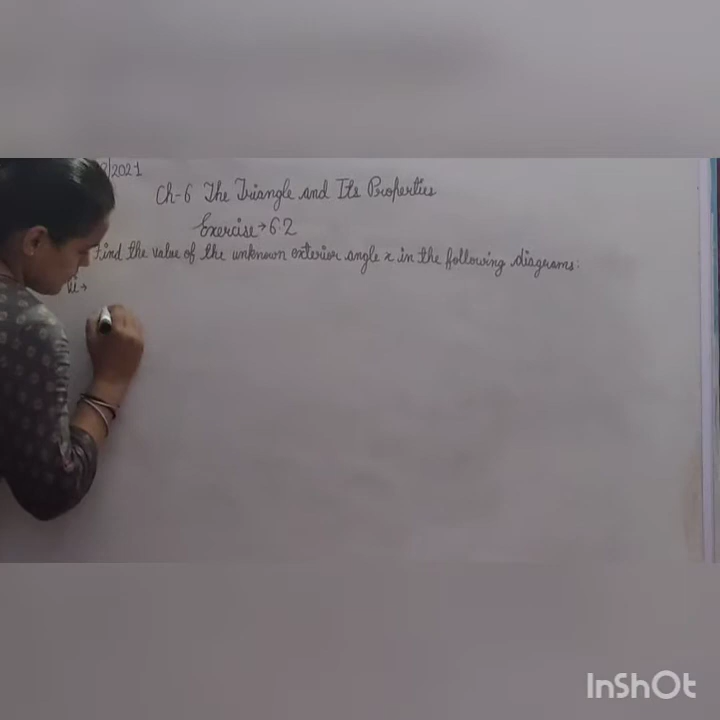 /2021
Ch-6 The Triangle and Its Properties
Exercise → 6.2
Find the value of the unknown exterior angle x in the following diagrams:
InShOt